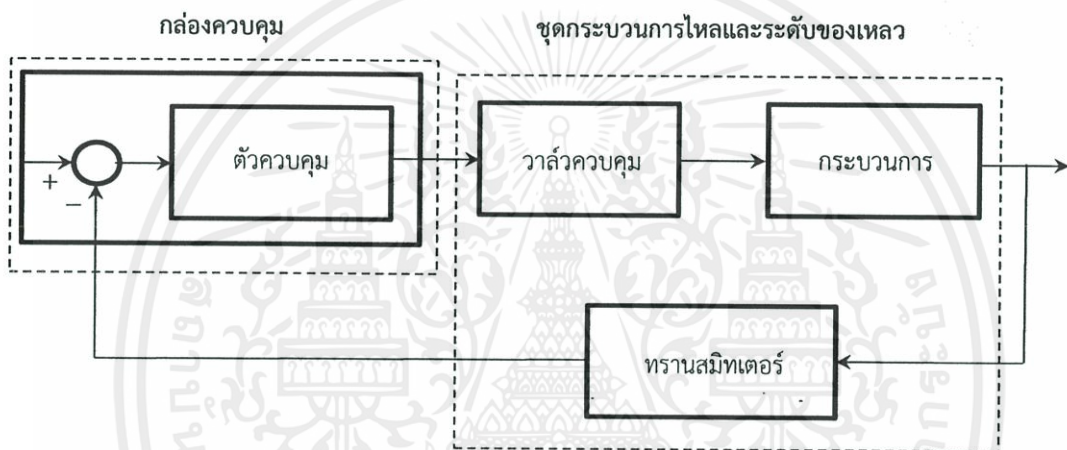 กล่องควบคุม
ชุดกระบวนการไหลและระดับของเหลว
ตัวควบคุม
วาล์วควบคุม
กระบวนการ
+
−
ทรานสมิทเตอร์